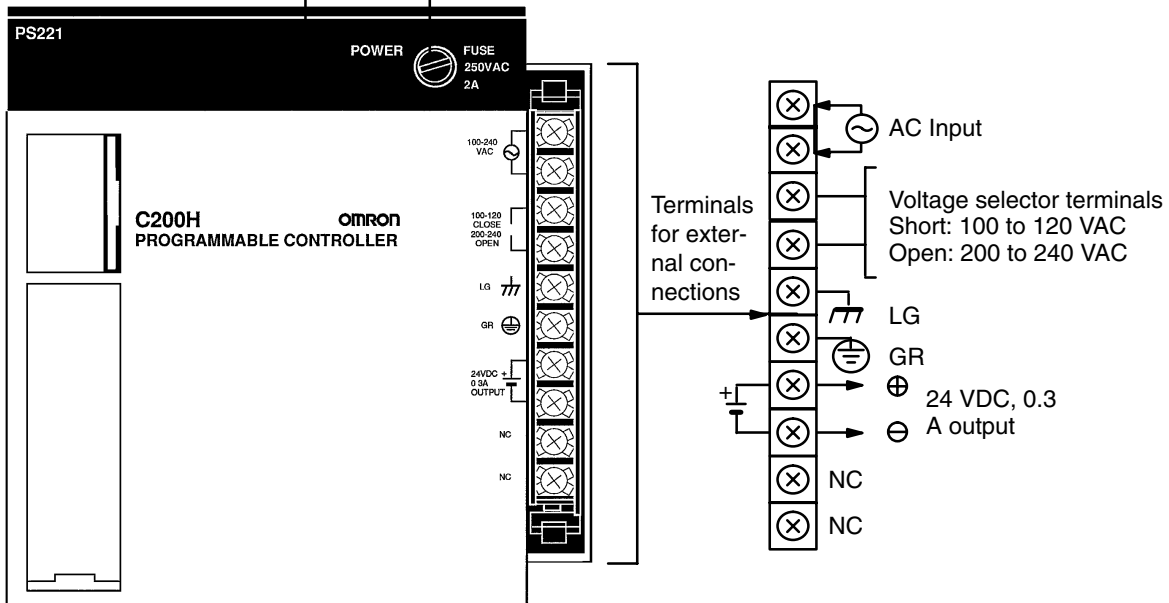 PS221
POWER
FUSE
250VAC
2A
C200H
OMRON
PROGRAMMABLE CONTROLLER
100-240
VAC
100-120
CLOSE
200-240
OPEN
LG
GR
24VDC
0 3A
OUTPUT
+
NC
NC
Terminals
for exter-
nal con-
nections
AC Input
Voltage selector terminals
Short: 100 to 120 VAC
Open: 200 to 240 VAC
LG
GR
+
24 VDC, 0.3
A output
NC
NC